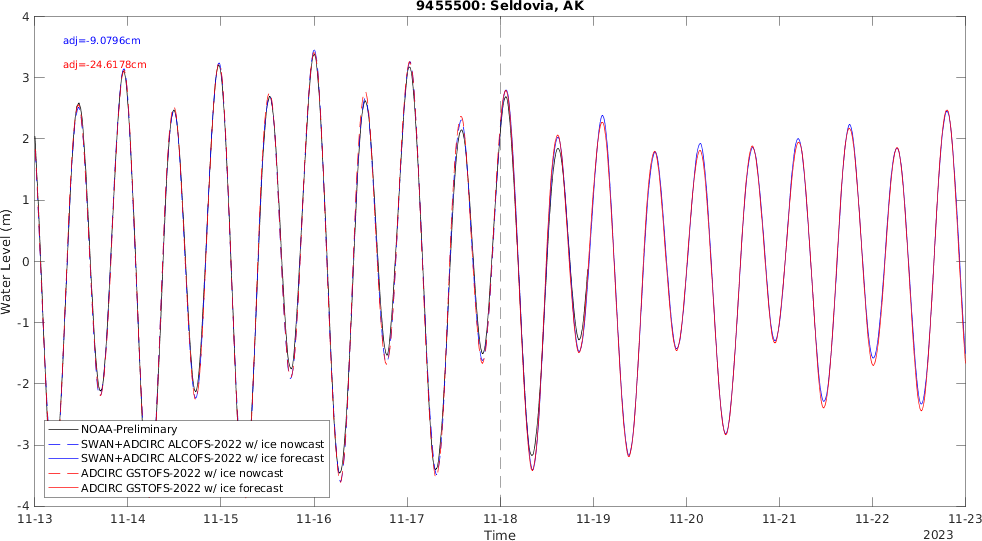 9455500: Seldovia, AK
adj=-9.0796cm
adj=-24.6178cm
4
3
2
1
0
-1
-2
-3
-4
Water Level (m)
NOAA-Preliminary
SWAN+ADCIRC ALCOFS-2022 w/ ice nowcast
SWAN+ADCIRC ALCOFS-2022 w/ ice forecast
ADCIRC GSTOFS-2022 w/ ice nowcast
ADCIRC GSTOFS-2022 w/ ice forecast
11-13 11-14 11-15 11-16 11-17 11-18 11-19 11-20 11-21 11-22 11-23
Time
2023